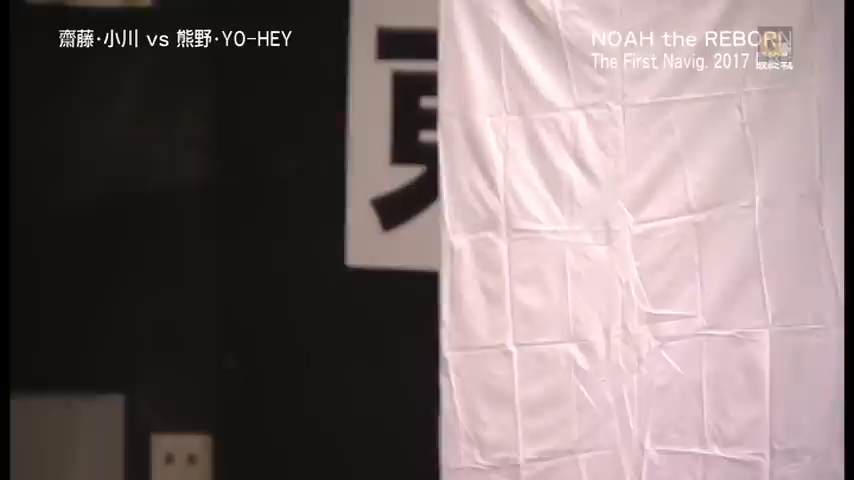 齋藤・小川 vs 熊野・YO-HEY
NOAH the REBORN
The First Navig. 2017